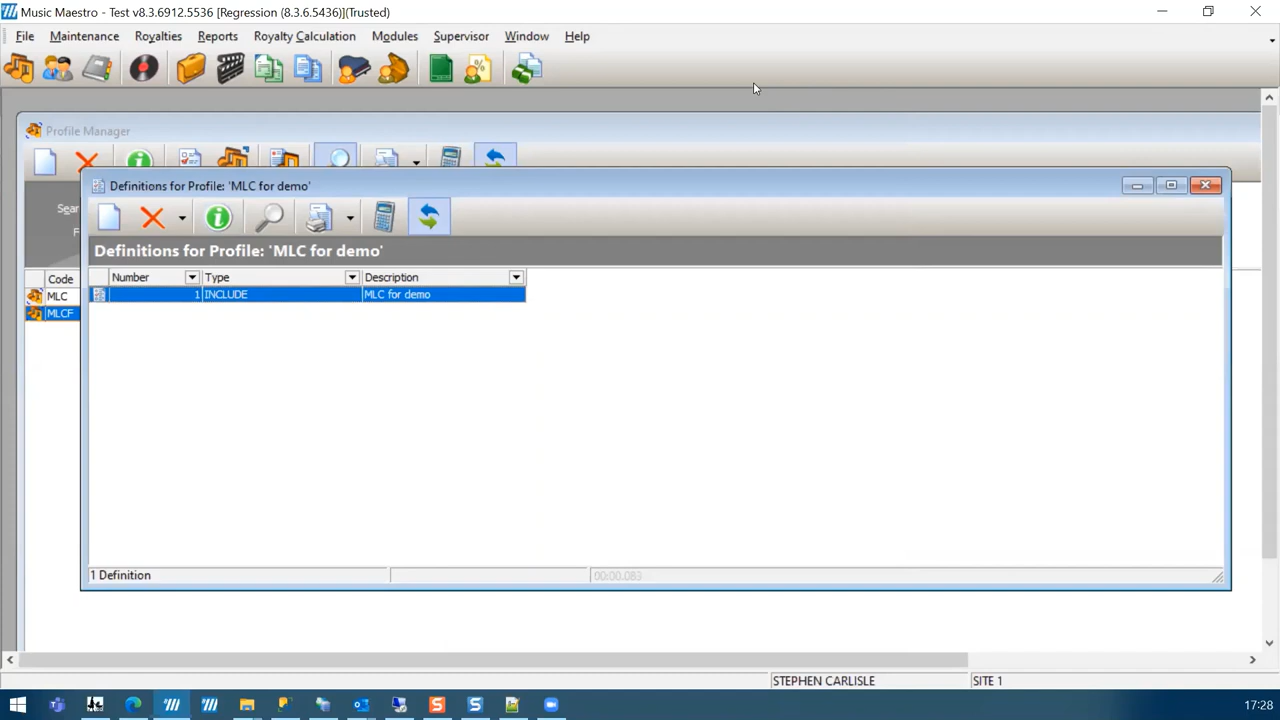 Music Maestro - Test v8.3.6912.5536 [Regression (8.3.6.5436)](Trusted)
File Maintenance Royalties Reports Royalty Calculation Modules Supervisor Window Help
Profile Manager
Definitions for Profile: 'MLC for demo'
Sear
F
Definitions for Profile: 'MLC for demo'
Code
Number Type Description
MLC
1 INCLUDE MLC for demo
MLCF
1 Definition 00:00.083
STEPHEN CARLISLE SITE 1
17:28